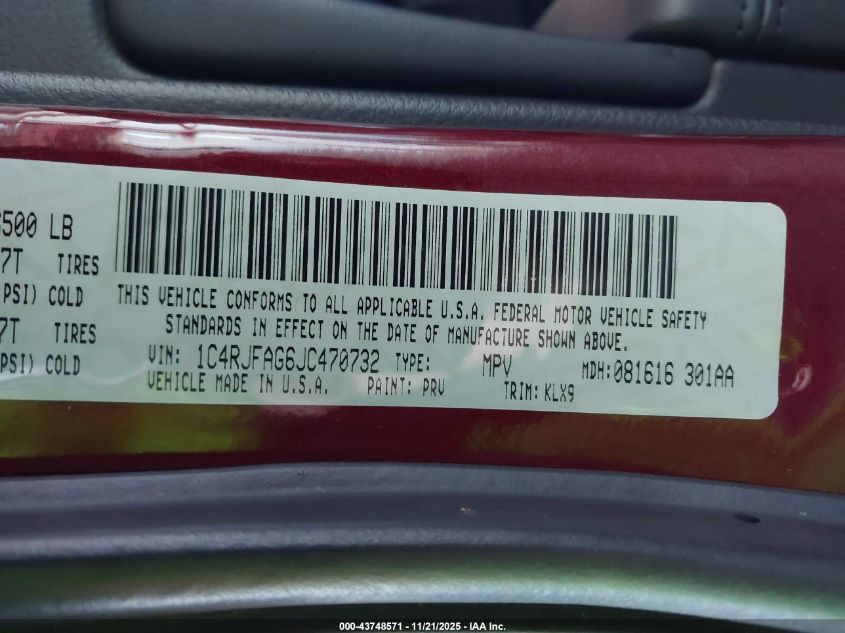 500 LB
7T TIRES
PSI) COLD
7T TIRES
PSI) COLD
THIS VEHICLE CONFORMS TO ALL APPLICABLE U.S.A. FEDERAL MOTOR VEHICLE SAFETY
STANDARDS IN EFFECT ON THE DATE OF MANUFACTURE SHOWN ABOVE.
VIN: 1C4RJFAG6JC470732 TYPE: MPV MDH:081616 301AA
VEHICLE MADE IN U.S.A. PAINT: PRV TRIM: KLX9
000-43748571 - 11/21/2025 - IAA Inc.